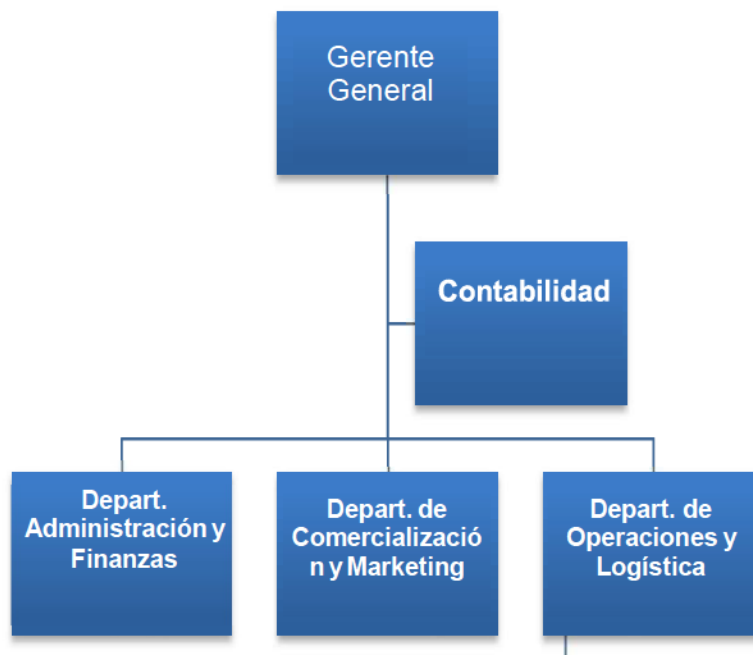 Gerente
General
Contabilidad
Depart.
Administración y
Finanzas
Depart. de
Comercializació
n y Marketing
Depart. de
Operaciones y
Logística